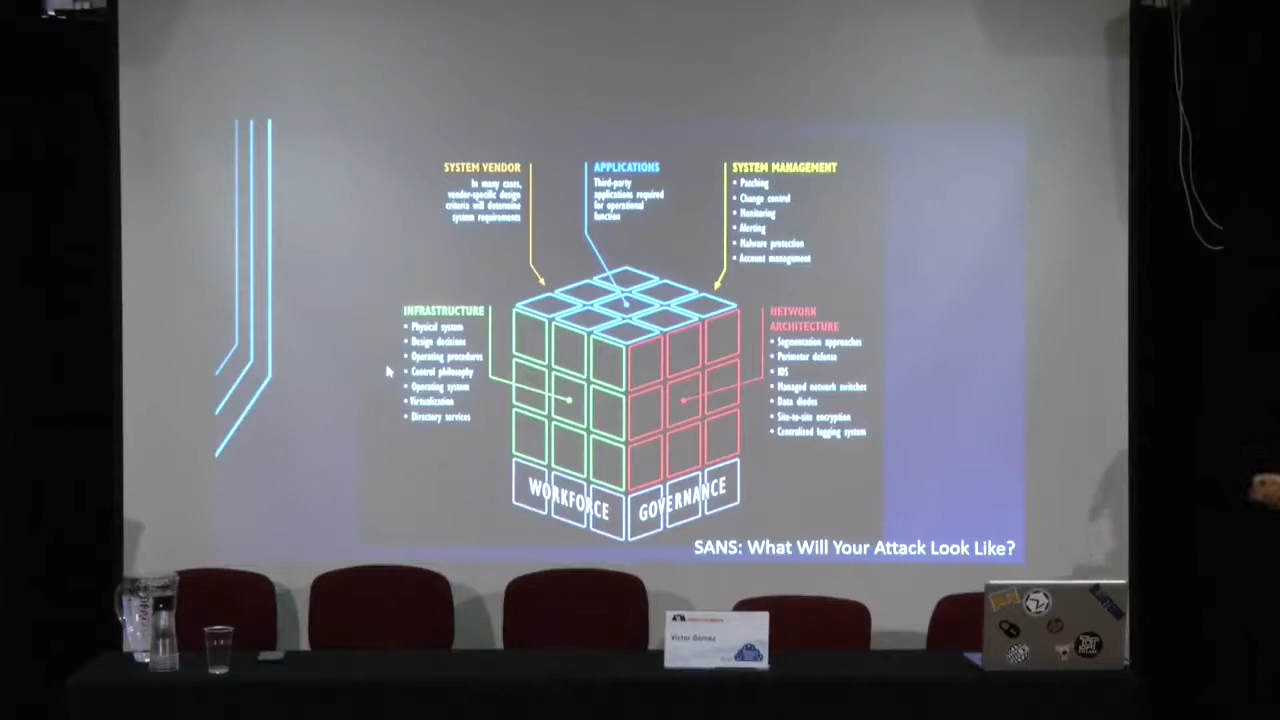 SYSTEM VENDOR
In many cases,
vendor-specific design
criteria will determine
system requirements
APPLICATIONS
Third-party
applications required
for operational
function
SYSTEM MANAGEMENT
• Patching
• Change control
• Monitoring
• Alerting
• Malware protection
• Account management
INFRASTRUCTURE
• Physical system
• Design decisions
• Operating procedures
• Control philosophy
• Operating system
• Virtualization
• Directory services
NETWORK
ARCHITECTURE
• Segmentation approaches
• Perimeter defense
• IDS
• Managed network switches
• Data diodes
• Site-to-site encryption
• Centralized logging system
WORKFORCE
GOVERNANCE
SANS: What Will Your Attack Look Like?
Victor Gómez
hp